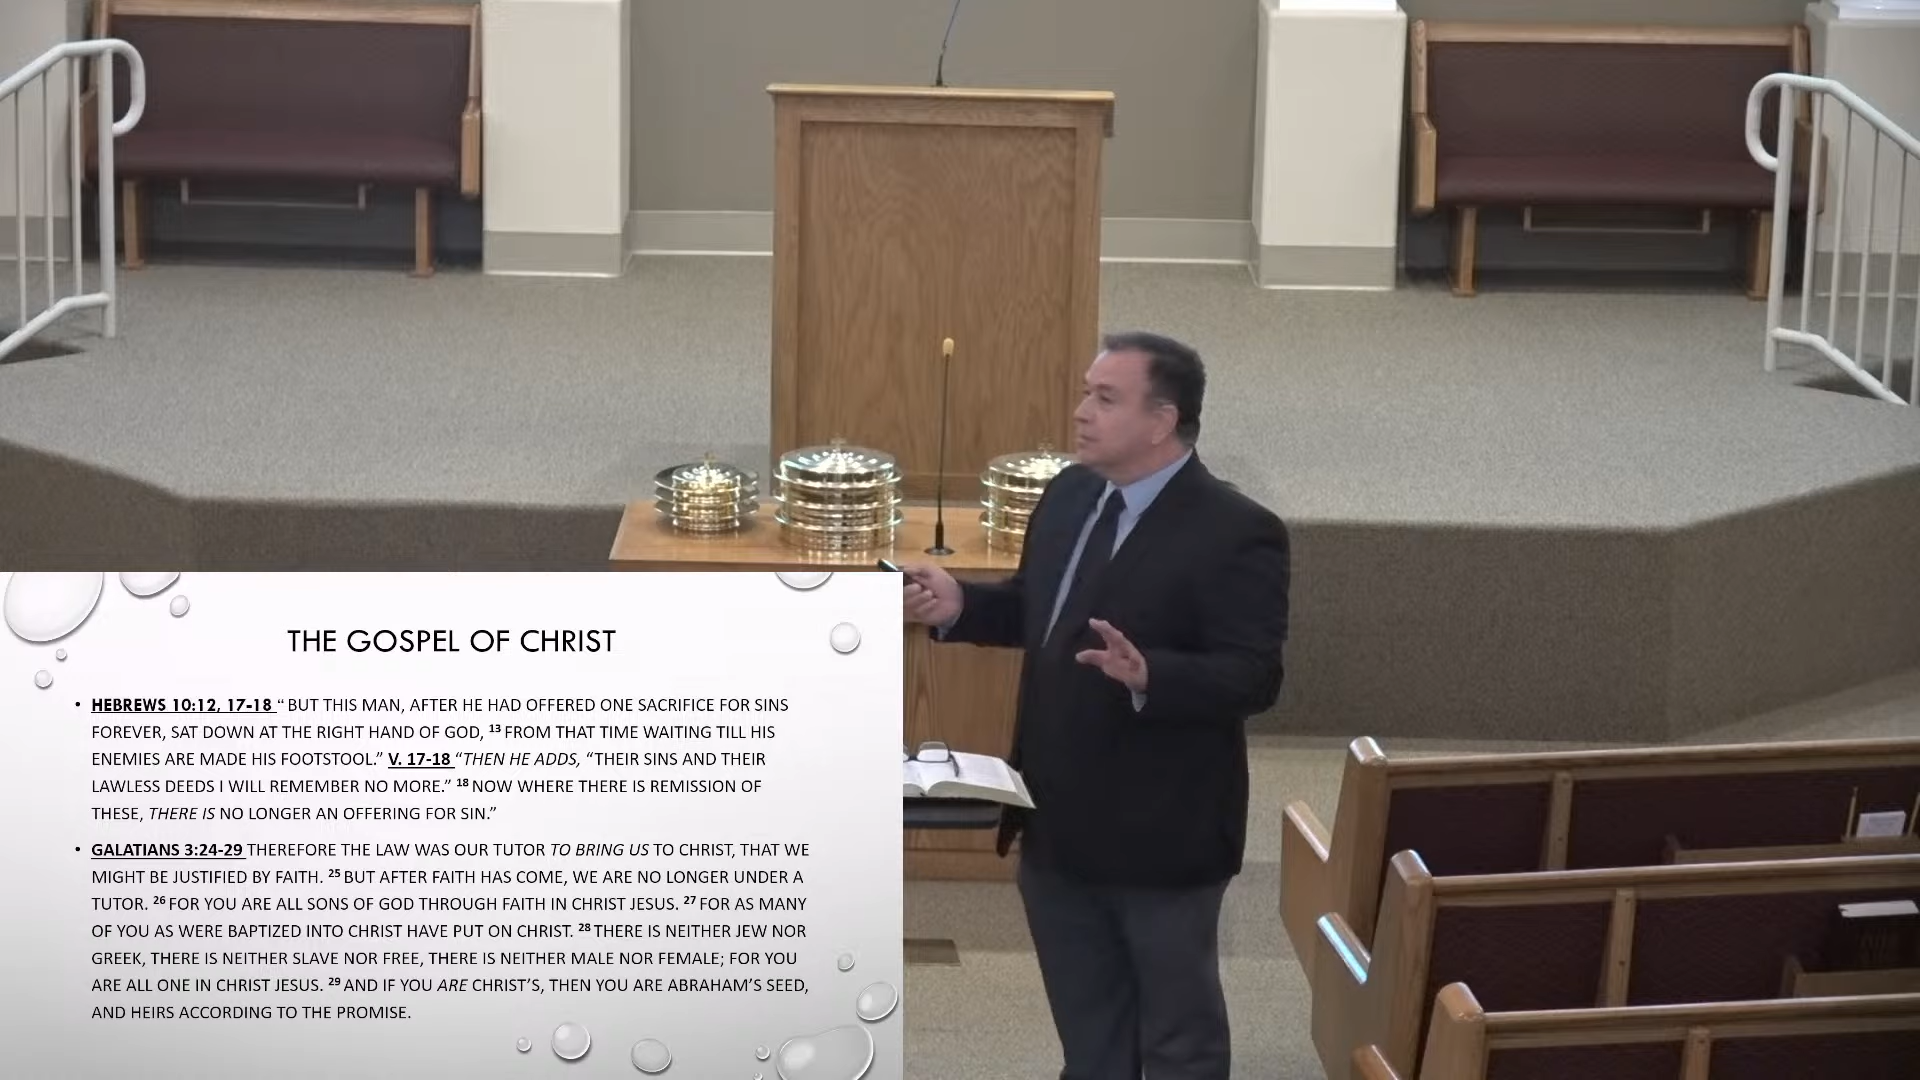 THE GOSPEL OF CHRIST
• HEBREWS 10:12, 17-18 “ BUT THIS MAN, AFTER HE HAD OFFERED ONE SACRIFICE FOR SINS
FOREVER, SAT DOWN AT THE RIGHT HAND OF GOD, 13 FROM THAT TIME WAITING TILL HIS
ENEMIES ARE MADE HIS FOOTSTOOL.” V. 17-18 “THEN HE ADDS, “THEIR SINS AND THEIR
LAWLESS DEEDS I WILL REMEMBER NO MORE.” 18 NOW WHERE THERE IS REMISSION OF
THESE, THERE IS NO LONGER AN OFFERING FOR SIN.”
• GALATIANS 3:24-29 THEREFORE THE LAW WAS OUR TUTOR TO BRING US TO CHRIST, THAT WE
MIGHT BE JUSTIFIED BY FAITH. 25 BUT AFTER FAITH HAS COME, WE ARE NO LONGER UNDER A
TUTOR. 26 FOR YOU ARE ALL SONS OF GOD THROUGH FAITH IN CHRIST JESUS. 27 FOR AS MANY
OF YOU AS WERE BAPTIZED INTO CHRIST HAVE PUT ON CHRIST. 28 THERE IS NEITHER JEW NOR
GREEK, THERE IS NEITHER SLAVE NOR FREE, THERE IS NEITHER MALE NOR FEMALE; FOR YOU
ARE ALL ONE IN CHRIST JESUS. 29 AND IF YOU ARE CHRIST’S, THEN YOU ARE ABRAHAM’S SEED,
AND HEIRS ACCORDING TO THE PROMISE.